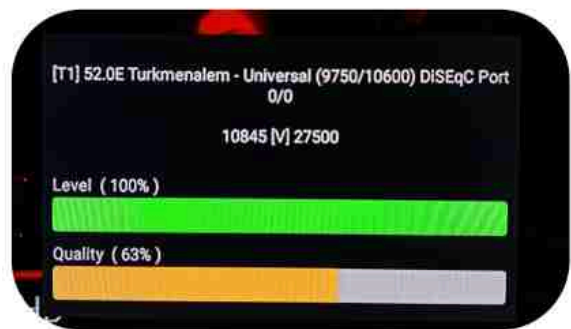 [T1] 52.0E Turkmenalem - Universal (9750/10600) DiSEqC Port
0/0
10845 [V] 27500
Level ( 100% )
Quality ( 63% )